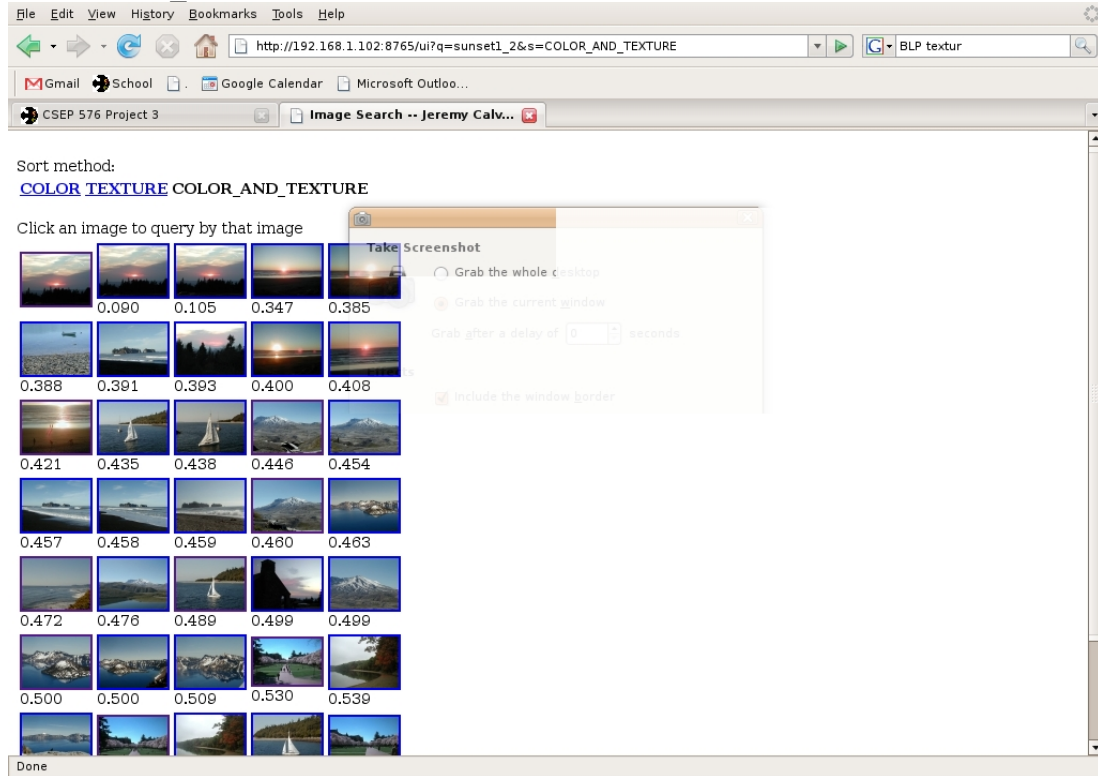 File Edit View History Bookmarks Tools Help
http://192.168.1.102:8765/ui?q=sunset1_2&s=COLOR_AND_TEXTURE
G BLP textur
Gmail School . Google Calendar Microsoft Outloo...
CSEP 576 Project 3 Image Search -- Jeremy Calv...
Sort method:
COLOR TEXTURE COLOR_AND_TEXTURE
Click an image to query by that image
Take Screenshot
Grab the whole desktop
Grab the current window
Grab after a delay of 0 seconds
Effects
Include the window border
0.090 0.105 0.347 0.385
0.388 0.391 0.393 0.400 0.408
0.421 0.435 0.438 0.446 0.454
0.457 0.458 0.459 0.460 0.463
0.472 0.476 0.489 0.499 0.499
0.500 0.500 0.509 0.530 0.539
Done